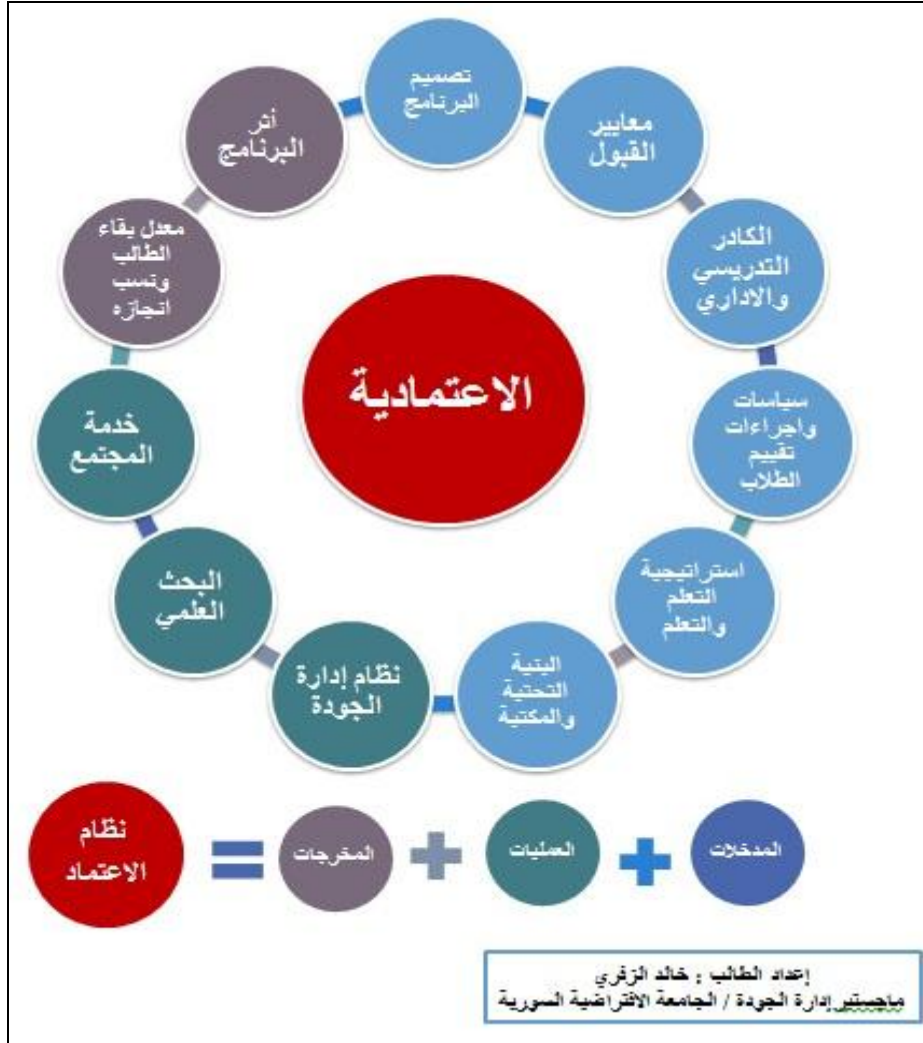 تصميم
البرنامج
معايير
القبول
الكادر
التدريسي
والاداري
سياسات
واجراءات
تقييم
الطلاب
استراتيجية
التعلم
والتعلم
البنية
التحتية
والمكتبة
نظام إدارة
الجودة
البحث
العلمي
خدمة
المجتمع
معدل بقاء
الطالب
ونسب
انجازه
أثر
البرنامج
الاعتمادية
المدخلات
+
العمليات
+
المخرجات
=
نظام
الاعتماد
إعداد الطالب : خالد الزفري
ماجستير إدارة الجودة / الجامعة الافتراضية السورية